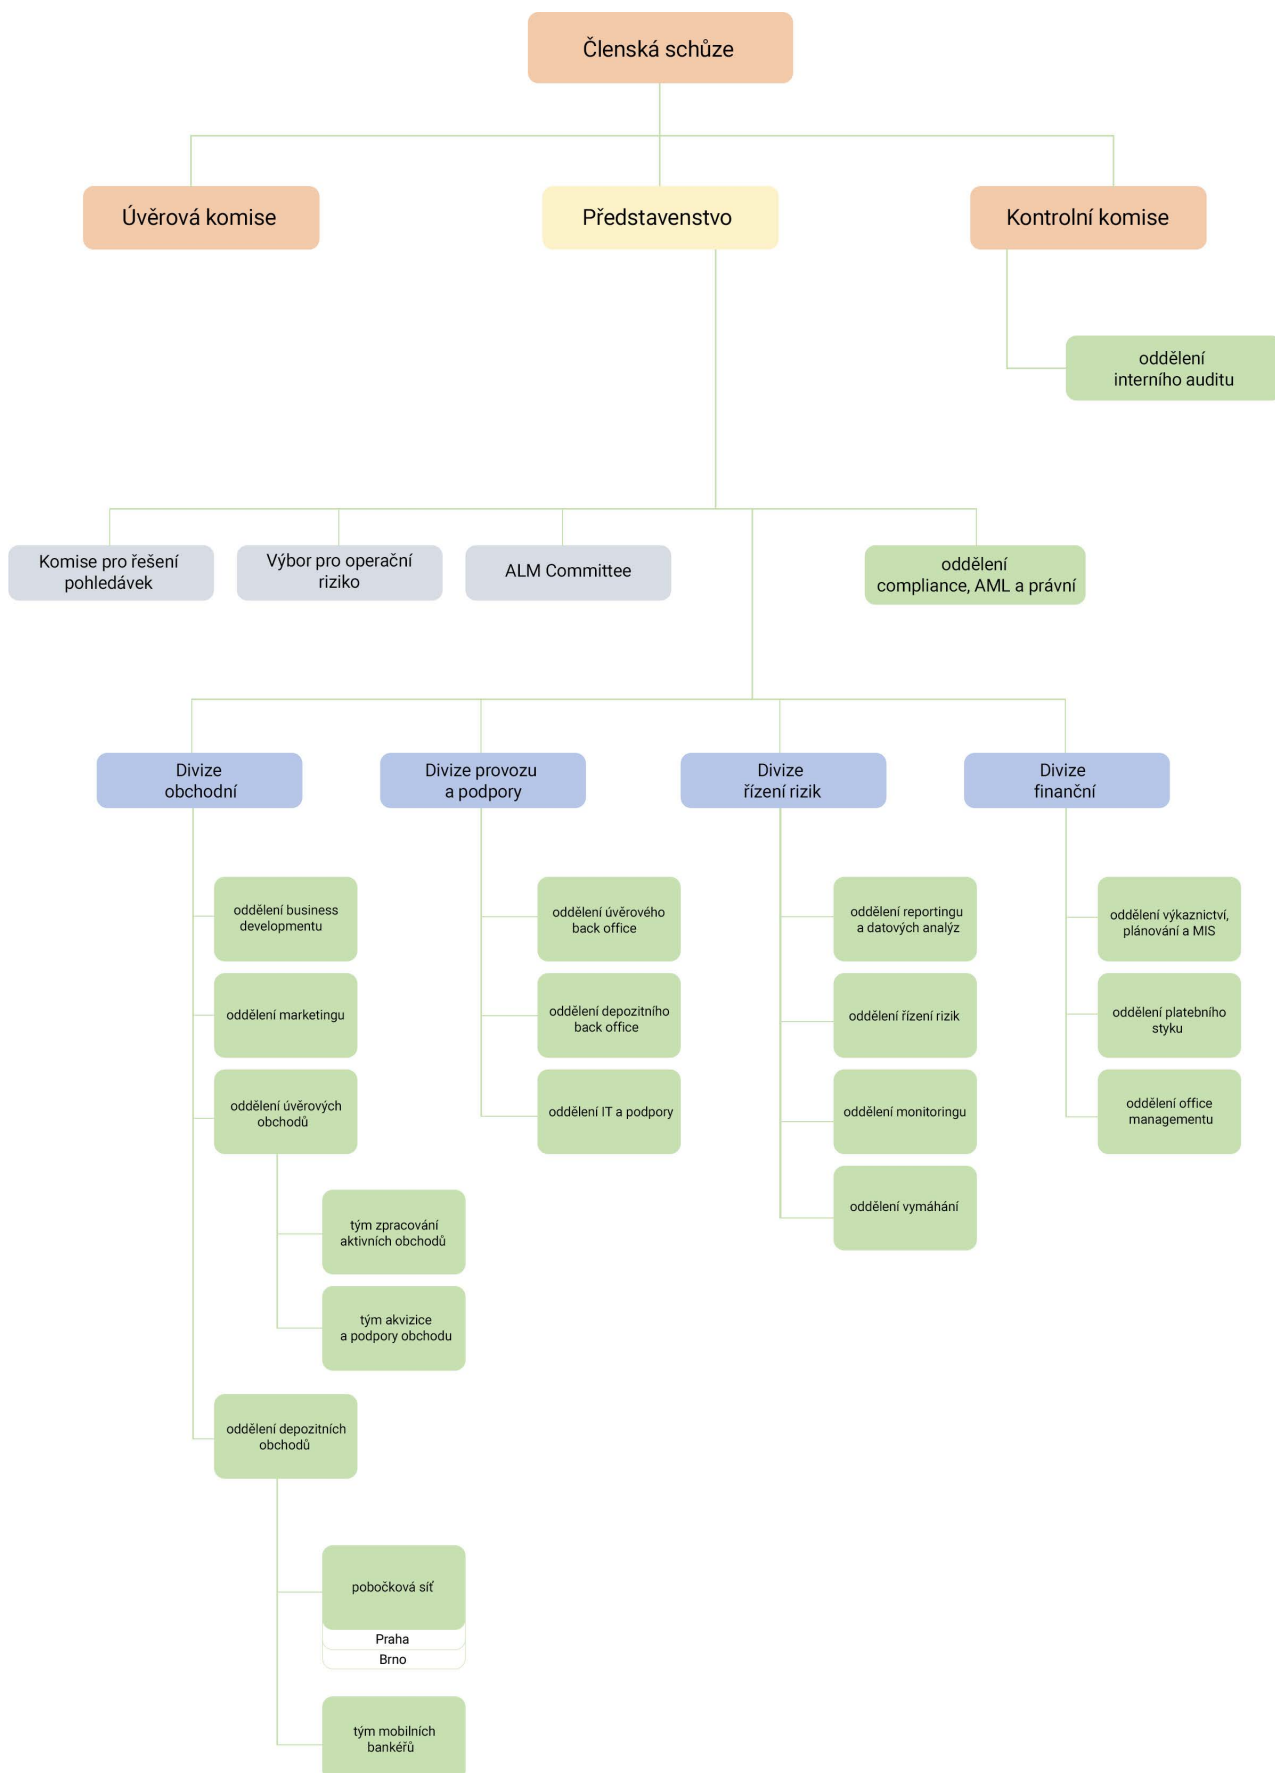 Členská schůze
Úvěrová komise
Představenstvo
Kontrolní komise
oddělení
interního auditu
Komise pro řešení
pohledávek
Výbor pro operační
riziko
ALM Committee
oddělení
compliance, AML a právní
Divize
obchodní
Divize provozu
a podpory
Divize
řízení rizik
Divize
finanční
oddělení business
developmentu
oddělení marketingu
oddělení úvěrových
obchodů
tým zpracování
aktivních obchodů
tým akvizice
a podpory obchodu
oddělení depozitních
obchodů
pobočková síť
Praha
Brno
tým mobilních
bankéřů
oddělení úvěrového
back office
oddělení depozitního
back office
oddělení IT a podpory
oddělení reportingu
a datových analýz
oddělení řízení rizik
oddělení monitoringu
oddělení vymáhání
oddělení výkaznictví,
plánování a MIS
oddělení platebního
styku
oddělení office
managementu